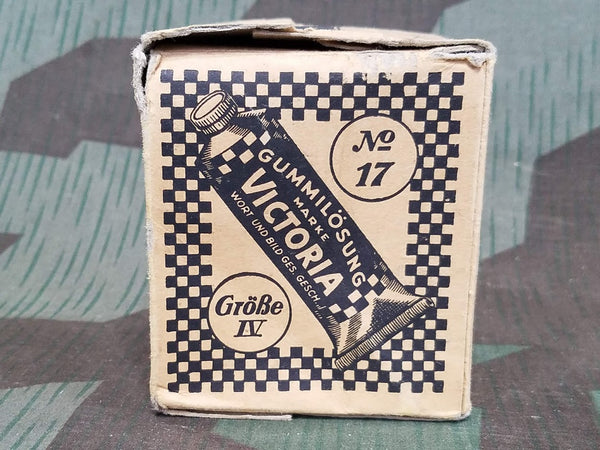 GUMMILÖSUNG
MARKE
VICTORIA
WORT UND BILD GES. GESCH.
No
17
Größe
IV